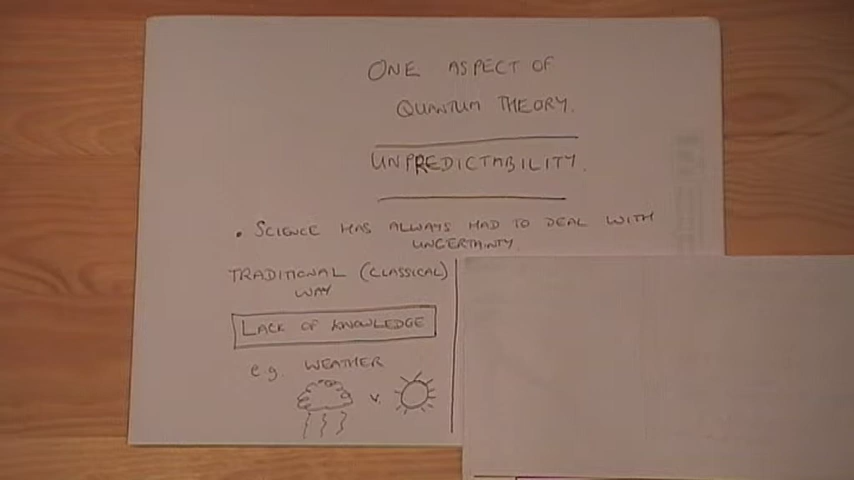 ONE ASPECT OF
QUANTUM THEORY.
UNPREDICTABILITY.
• SCIENCE HAS ALWAYS HAD TO DEAL WITH
UNCERTAINTY.
TRADITIONAL (CLASSICAL)
WAY
LACK OF KNOWLEDGE
e.g. WEATHER
v.